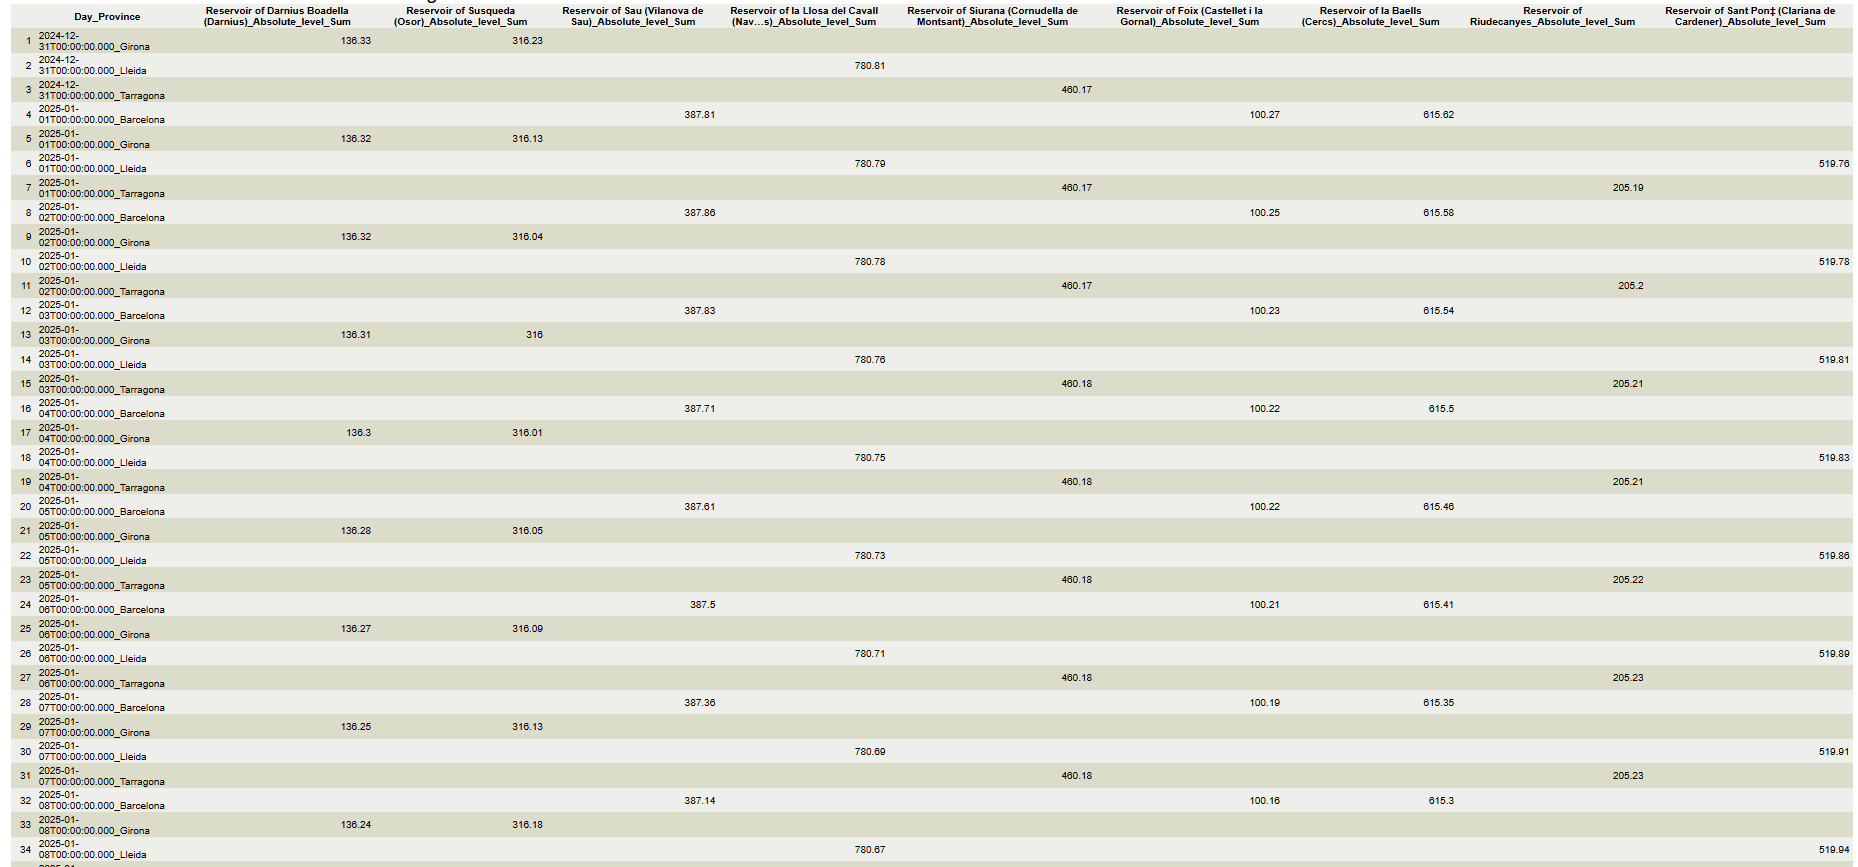 Day_Province Reservoir of Darnius Boadella (Darnius)_Absolute_level_Sum Reservoir of Susqueda (Osor)_Absolute_level_Sum Reservoir of Sau (Vilanova de Sau)_Absolute_level_Sum Reservoir of la Llosa del Cavall (Nav...s)_Absolute_level_Sum Reservoir of Siurana (Cornudella de Montsant)_Absolute_level_Sum Reservoir of Foix (Castellet i la Gornal)_Absolute_level_Sum Reservoir of la Baells (Cercs)_Absolute_level_Sum Reservoir of Riudecanyes_Absolute_level_Sum Reservoir of Sant Pon‡ (Clariana de Cardener)_Absolute_level_Sum
1 2024-12-31T00:00:00.000_Girona 136.33 316.23
2 2024-12-31T00:00:00.000_Lleida 780.81
3 2024-12-31T00:00:00.000_Tarragona 460.17
4 2025-01-01T00:00:00.000_Barcelona 387.81 100.27 615.62
5 2025-01-01T00:00:00.000_Girona 136.32 316.13
6 2025-01-01T00:00:00.000_Lleida 780.79 519.76
7 2025-01-01T00:00:00.000_Tarragona 460.17 205.19
8 2025-01-02T00:00:00.000_Barcelona 387.86 100.25 615.58
9 2025-01-02T00:00:00.000_Girona 136.32 316.04
10 2025-01-02T00:00:00.000_Lleida 780.78 519.78
11 2025-01-02T00:00:00.000_Tarragona 460.17 205.2
12 2025-01-03T00:00:00.000_Barcelona 387.83 100.23 615.54
13 2025-01-03T00:00:00.000_Girona 136.31 316
14 2025-01-03T00:00:00.000_Lleida 780.76 519.81
15 2025-01-03T00:00:00.000_Tarragona 460.18 205.21
16 2025-01-04T00:00:00.000_Barcelona 387.71 100.22 615.5
17 2025-01-04T00:00:00.000_Girona 136.3 316.01
18 2025-01-04T00:00:00.000_Lleida 780.75 519.83
19 2025-01-04T00:00:00.000_Tarragona 460.18 205.21
20 2025-01-05T00:00:00.000_Barcelona 387.61 100.22 615.46
21 2025-01-05T00:00:00.000_Girona 136.28 316.05
22 2025-01-05T00:00:00.000_Lleida 780.73 519.86
23 2025-01-05T00:00:00.000_Tarragona 460.18 205.22
24 2025-01-06T00:00:00.000_Barcelona 387.5 100.21 615.41
25 2025-01-06T00:00:00.000_Girona 136.27 316.09
26 2025-01-06T00:00:00.000_Lleida 780.71 519.89
27 2025-01-06T00:00:00.000_Tarragona 460.18 205.23
28 2025-01-07T00:00:00.000_Barcelona 387.36 100.19 615.35
29 2025-01-07T00:00:00.000_Girona 136.25 316.13
30 2025-01-07T00:00:00.000_Lleida 780.69 519.91
31 2025-01-07T00:00:00.000_Tarragona 460.18 205.23
32 2025-01-08T00:00:00.000_Barcelona 387.14 100.16 615.3
33 2025-01-08T00:00:00.000_Girona 136.24 316.18
34 2025-01-08T00:00:00.000_Lleida 780.67 519.94